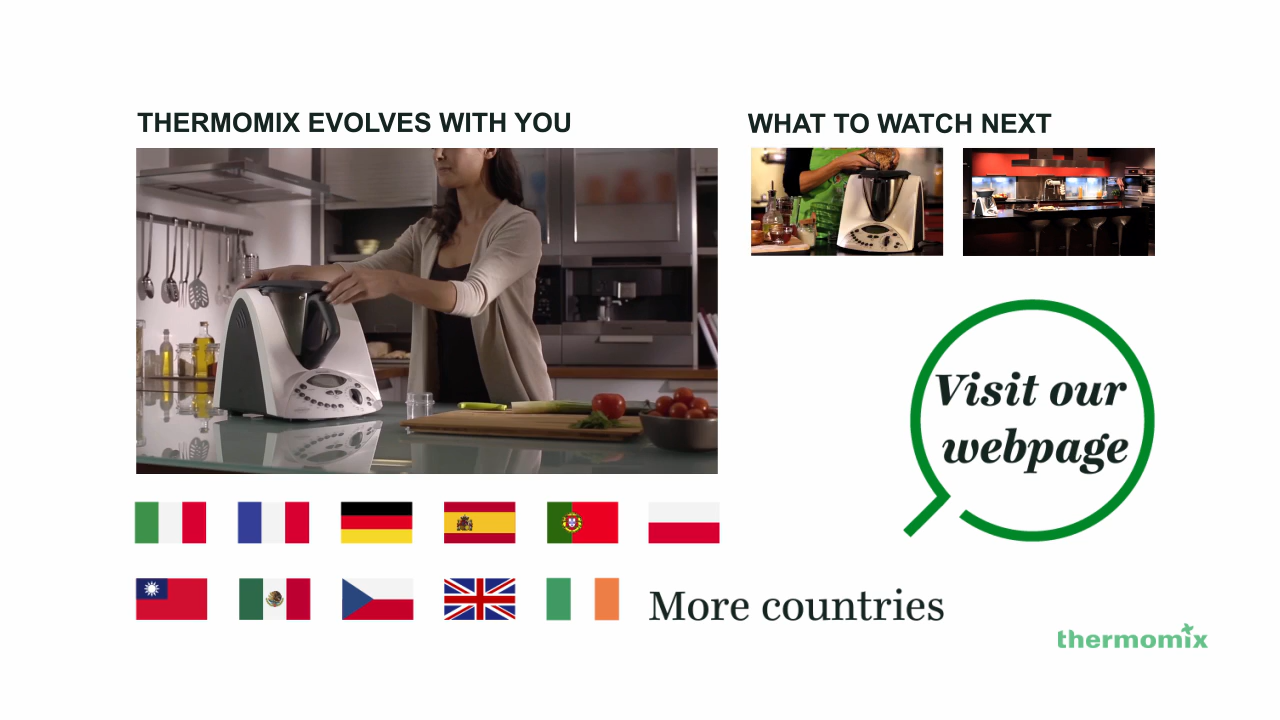 THERMOMIX EVOLVES WITH YOU
WHAT TO WATCH NEXT
Visit our
webpage
More countries
thermomix